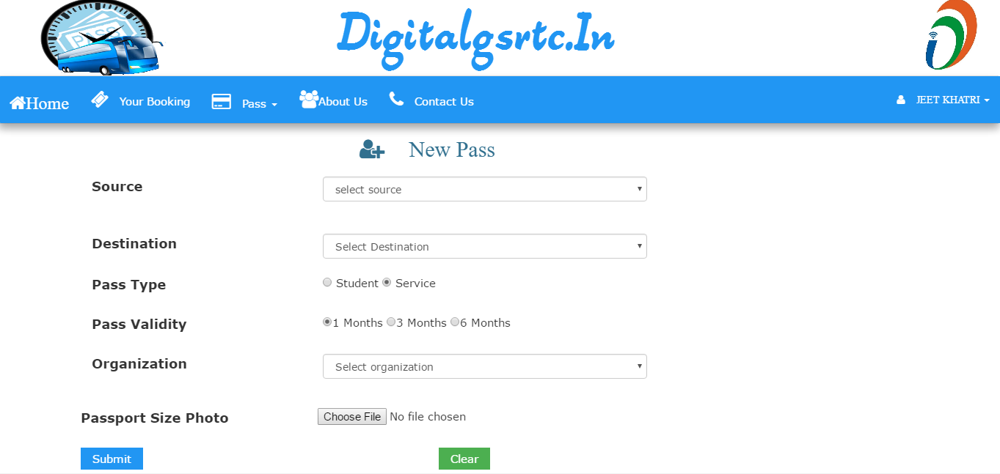 PASS
Digitalgsrtc.In
Home Your Booking Pass About Us Contact Us JEET KHATRI
New Pass
Source select source
Destination Select Destination
Pass Type Student Service
Pass Validity 1 Months 3 Months 6 Months
Organization Select organization
Passport Size Photo Choose File No file chosen
Submit Clear